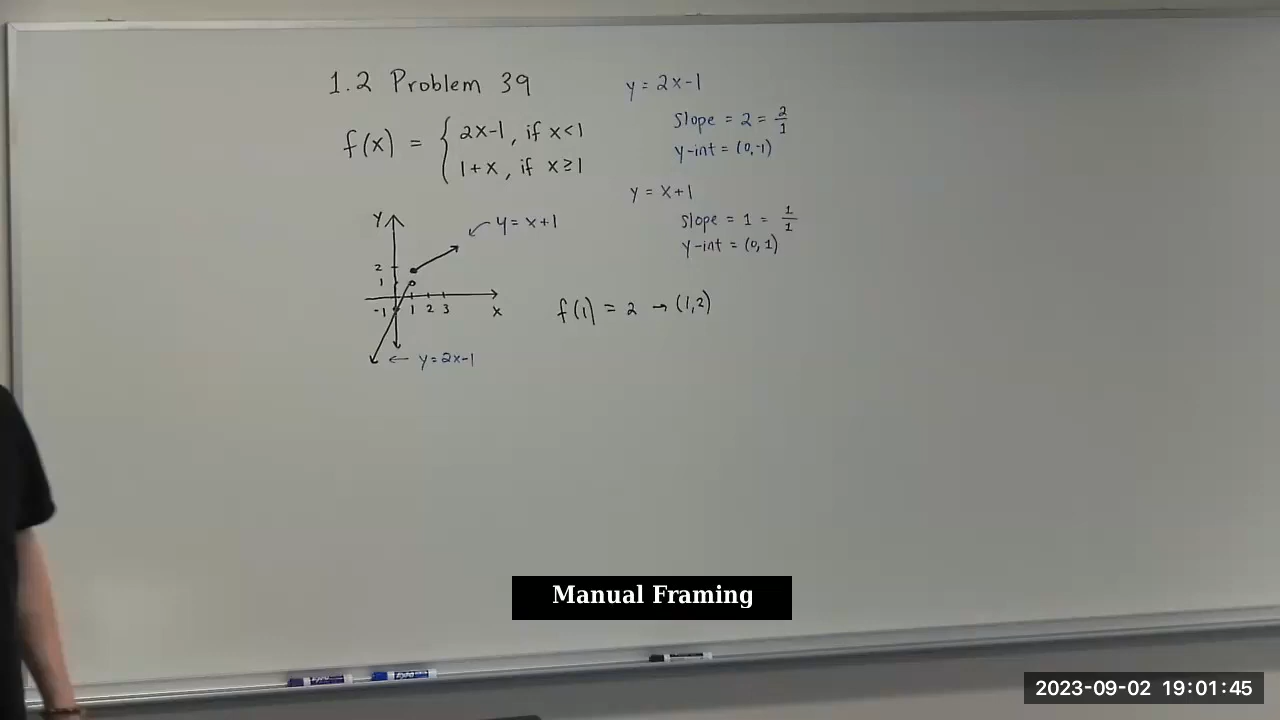 1.2 Problem 39
f(x) = { 2x-1, if x<1
1+x, if x≥1
y = 2x-1
slope = 2 = 2/1
y-int = (0,-1)
y = x+1
slope = 1 = 1/1
y-int = (0,1)
y
y = x+1
2
1
-1
1 2 3
x
y=2x-1
f(1) = 2 → (1,2)
Manual Framing
2023-09-02 19:01:45